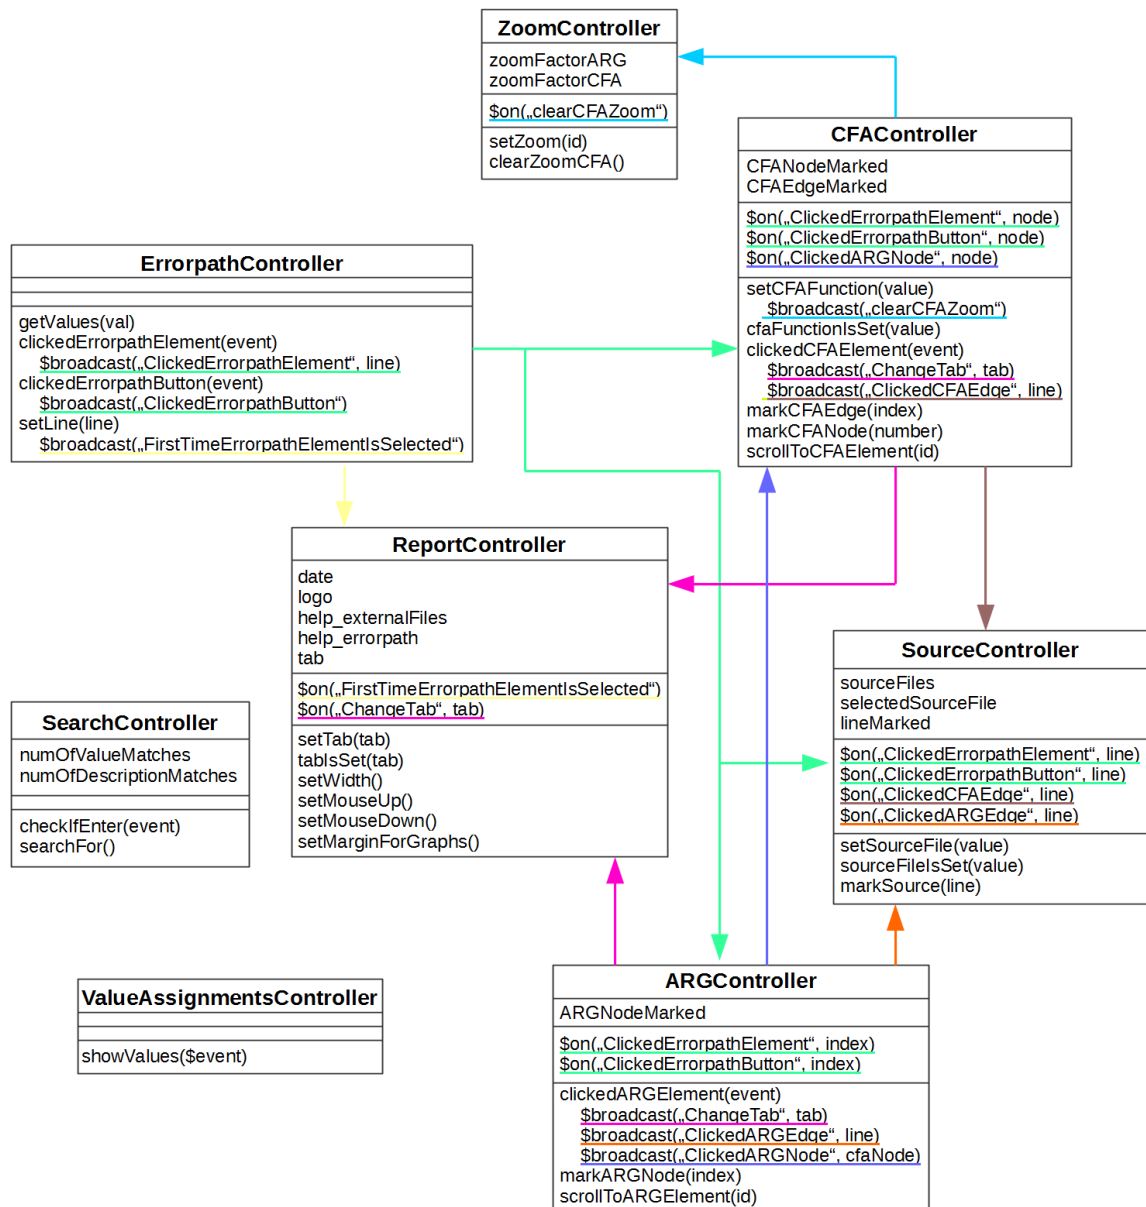 ZoomController
zoomFactorARG
zoomFactorCFA
$on(„clearCFAZoom“)
setZoom(id)
clearZoomCFA()
CFAController
CFANodeMarked
CFAEdgeMarked
$on(„ClickedErrorpathElement“, node)
$on(„ClickedErrorpathButton“, node)
$on(„ClickedARGNode“, node)
setCFAFunction(value)
$broadcast(„clearCFAZoom“)
cfaFunctionIsSet(value)
clickedCFAElement(event)
$broadcast(„ChangeTab“, tab)
$broadcast(„ClickedCFAEdge“, line)
markCFAEdge(index)
markCFANode(number)
scrollToCFAElement(id)
ErrorpathController
getValues(val)
clickedErrorpathElement(event)
$broadcast(„ClickedErrorpathElement“, line)
clickedErrorpathButton(event)
$broadcast(„ClickedErrorpathButton“)
setLine(line)
$broadcast(„FirstTimeErrorpathElementIsSelected“)
ReportController
date
logo
help_externalFiles
help_errorpath
tab
$on(„FirstTimeErrorpathElementIsSelected“)
$on(„ChangeTab“, tab)
setTab(tab)
tabIsSet(tab)
setWidth()
setMouseUp()
setMouseDown()
setMarginForGraphs()
SourceController
sourceFiles
selectedSourceFile
lineMarked
$on(„ClickedErrorpathElement“, line)
$on(„ClickedErrorpathButton“, line)
$on(„ClickedCFAEdge“, line)
$on(„ClickedARGEdge“, line)
setSourceFile(value)
sourceFileIsSet(value)
markSource(line)
SearchController
numOfValueMatches
numOfDescriptionMatches
checkIfEnter(event)
searchFor()
ValueAssignmentsController
showValues($event)
ARGController
ARGNodeMarked
$on(„ClickedErrorpathElement“, index)
$on(„ClickedErrorpathButton“, index)
clickedARGElement(event)
$broadcast(„ChangeTab“, tab)
$broadcast(„ClickedARGEdge“, line)
$broadcast(„ClickedARGNode“, cfaNode)
markARGNode(index)
scrollToARGElement(id)